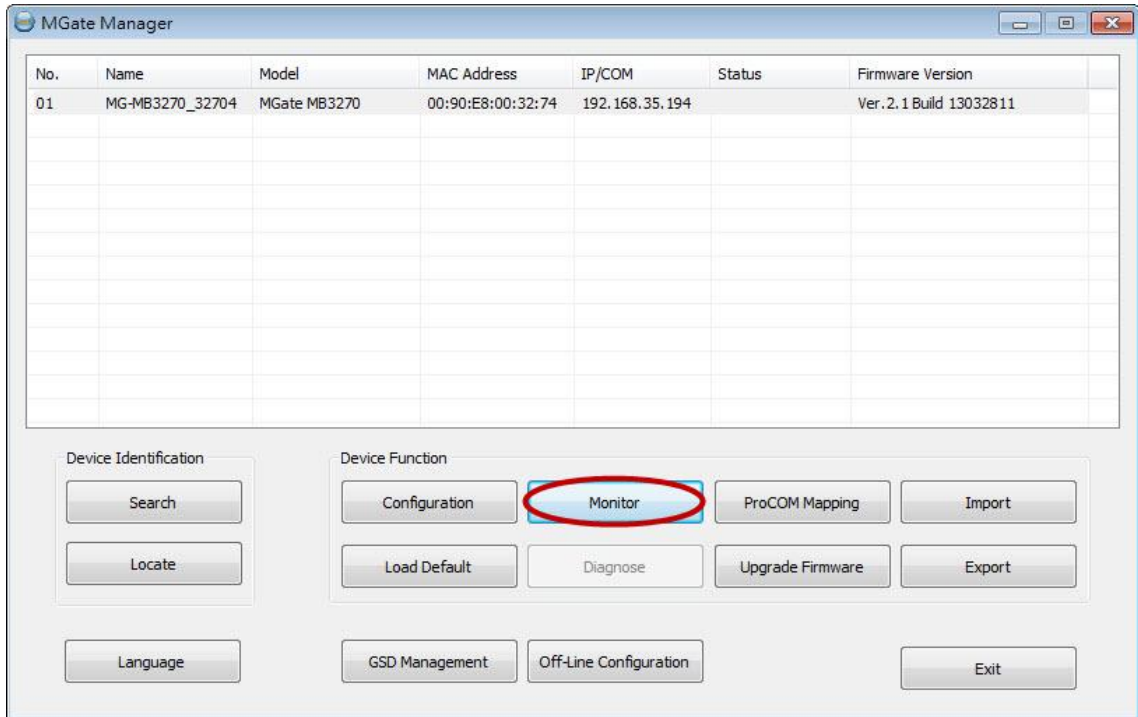 MGate Manager
No. Name Model MAC Address IP/COM Status Firmware Version
01 MG-MB3270_32704 MGate MB3270 00:90:E8:00:32:74 192.168.35.194 Ver.2.1 Build 13032811
Device Identification Device Function
Search Configuration Monitor ProCOM Mapping Import
Locate Load Default Diagnose Upgrade Firmware Export
Language GSD Management Off-Line Configuration Exit